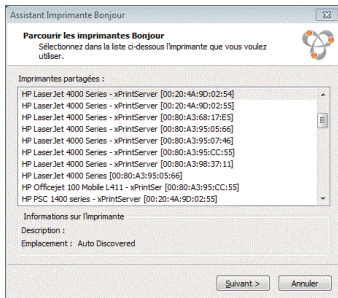 Assistant Imprimante Bonjour
Parcourir les imprimantes Bonjour
Sélectionnez dans la liste ci-dessous l'imprimante que vous voulez
utiliser.
Imprimantes partagées :
HP LaserJet 4000 Series - xPrintServer [00:20:4A:9D:02:54]
HP LaserJet 4000 Series - xPrintServer [00:20:4A:9D:02:55]
HP LaserJet 4000 Series - xPrintServer [00:80:A3:68:17:E5]
HP LaserJet 4000 Series - xPrintServer [00:80:A3:95:05:66]
HP LaserJet 4000 Series - xPrintServer [00:80:A3:95:07:46]
HP LaserJet 4000 Series - xPrintServer [00:80:A3:95:CC:55]
HP LaserJet 4000 Series - xPrintServer [00:80:A3:98:37:11]
HP LaserJet 4000 Series [00:80:A3:95:05:66]
HP Officejet 100 Mobile L411 - xPrintSer [00:80:A3:95:CC:55]
HP PSC 1400 series - xPrintServer [00:20:4A:9D:02:55]
Informations sur l'imprimante
Description :
Emplacement : Auto Discovered
Suivant >
Annuler